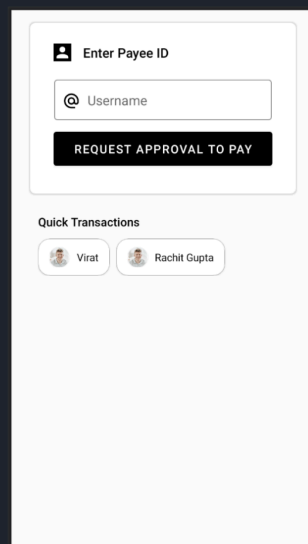 Enter Payee ID
@ Username
REQUEST APPROVAL TO PAY
Quick Transactions
Virat
Rachit Gupta